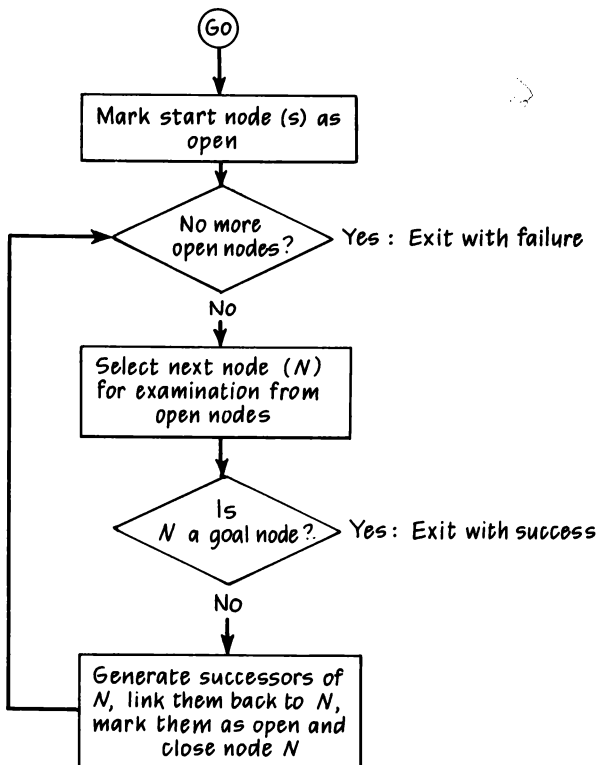 Go
Mark start node (s) as
open
No more
open nodes?
Yes : Exit with failure
No
Select next node (N)
for examination from
open nodes
Is
N a goal node?
Yes : Exit with success
No
Generate successors of
N, link them back to N,
mark them as open and
close node N